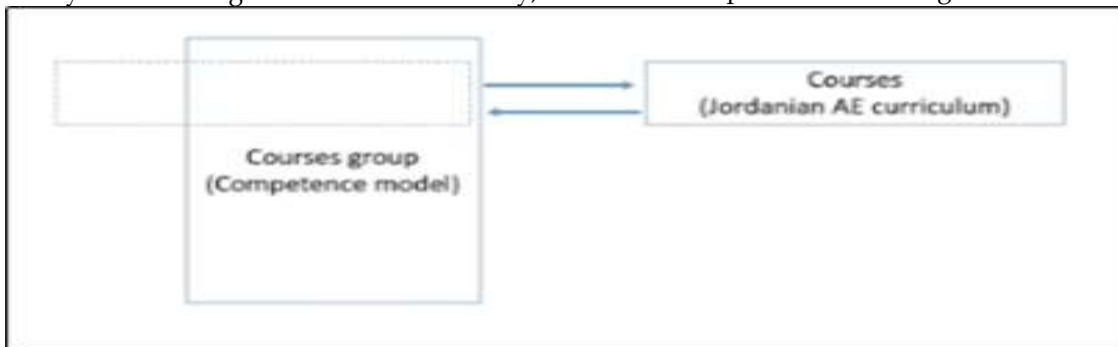 Courses
(Jordanian AE curriculum)
Courses group
(Competence model)